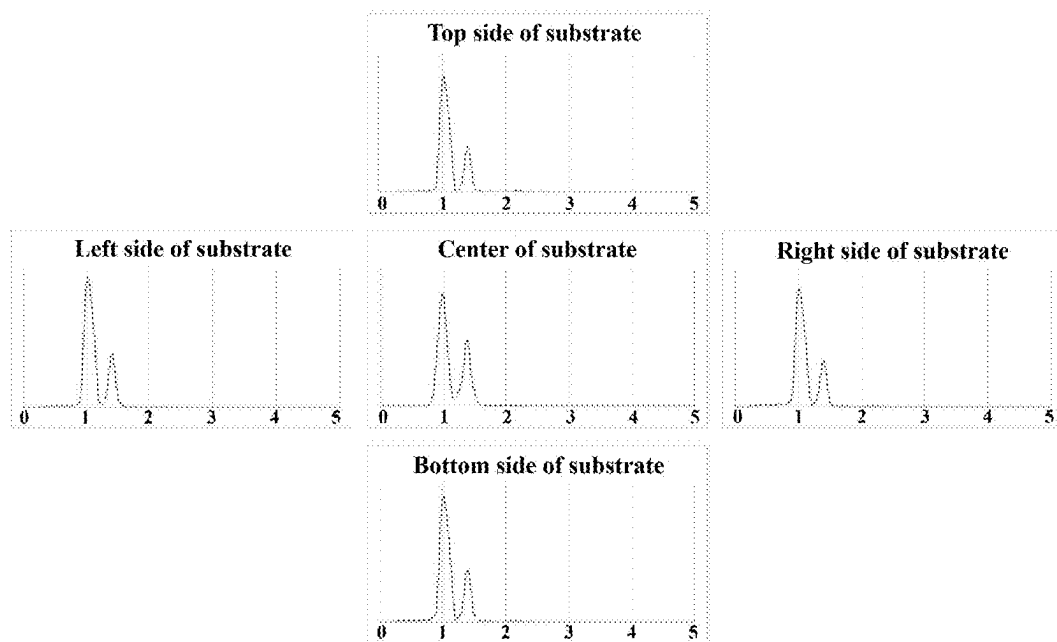 Top side of substrate
0 1 2 3 4 5
Left side of substrate
0 1 2 3 4 5
Center of substrate
0 1 2 3 4 5
Right side of substrate
0 1 2 3 4 5
Bottom side of substrate
0 1 2 3 4 5